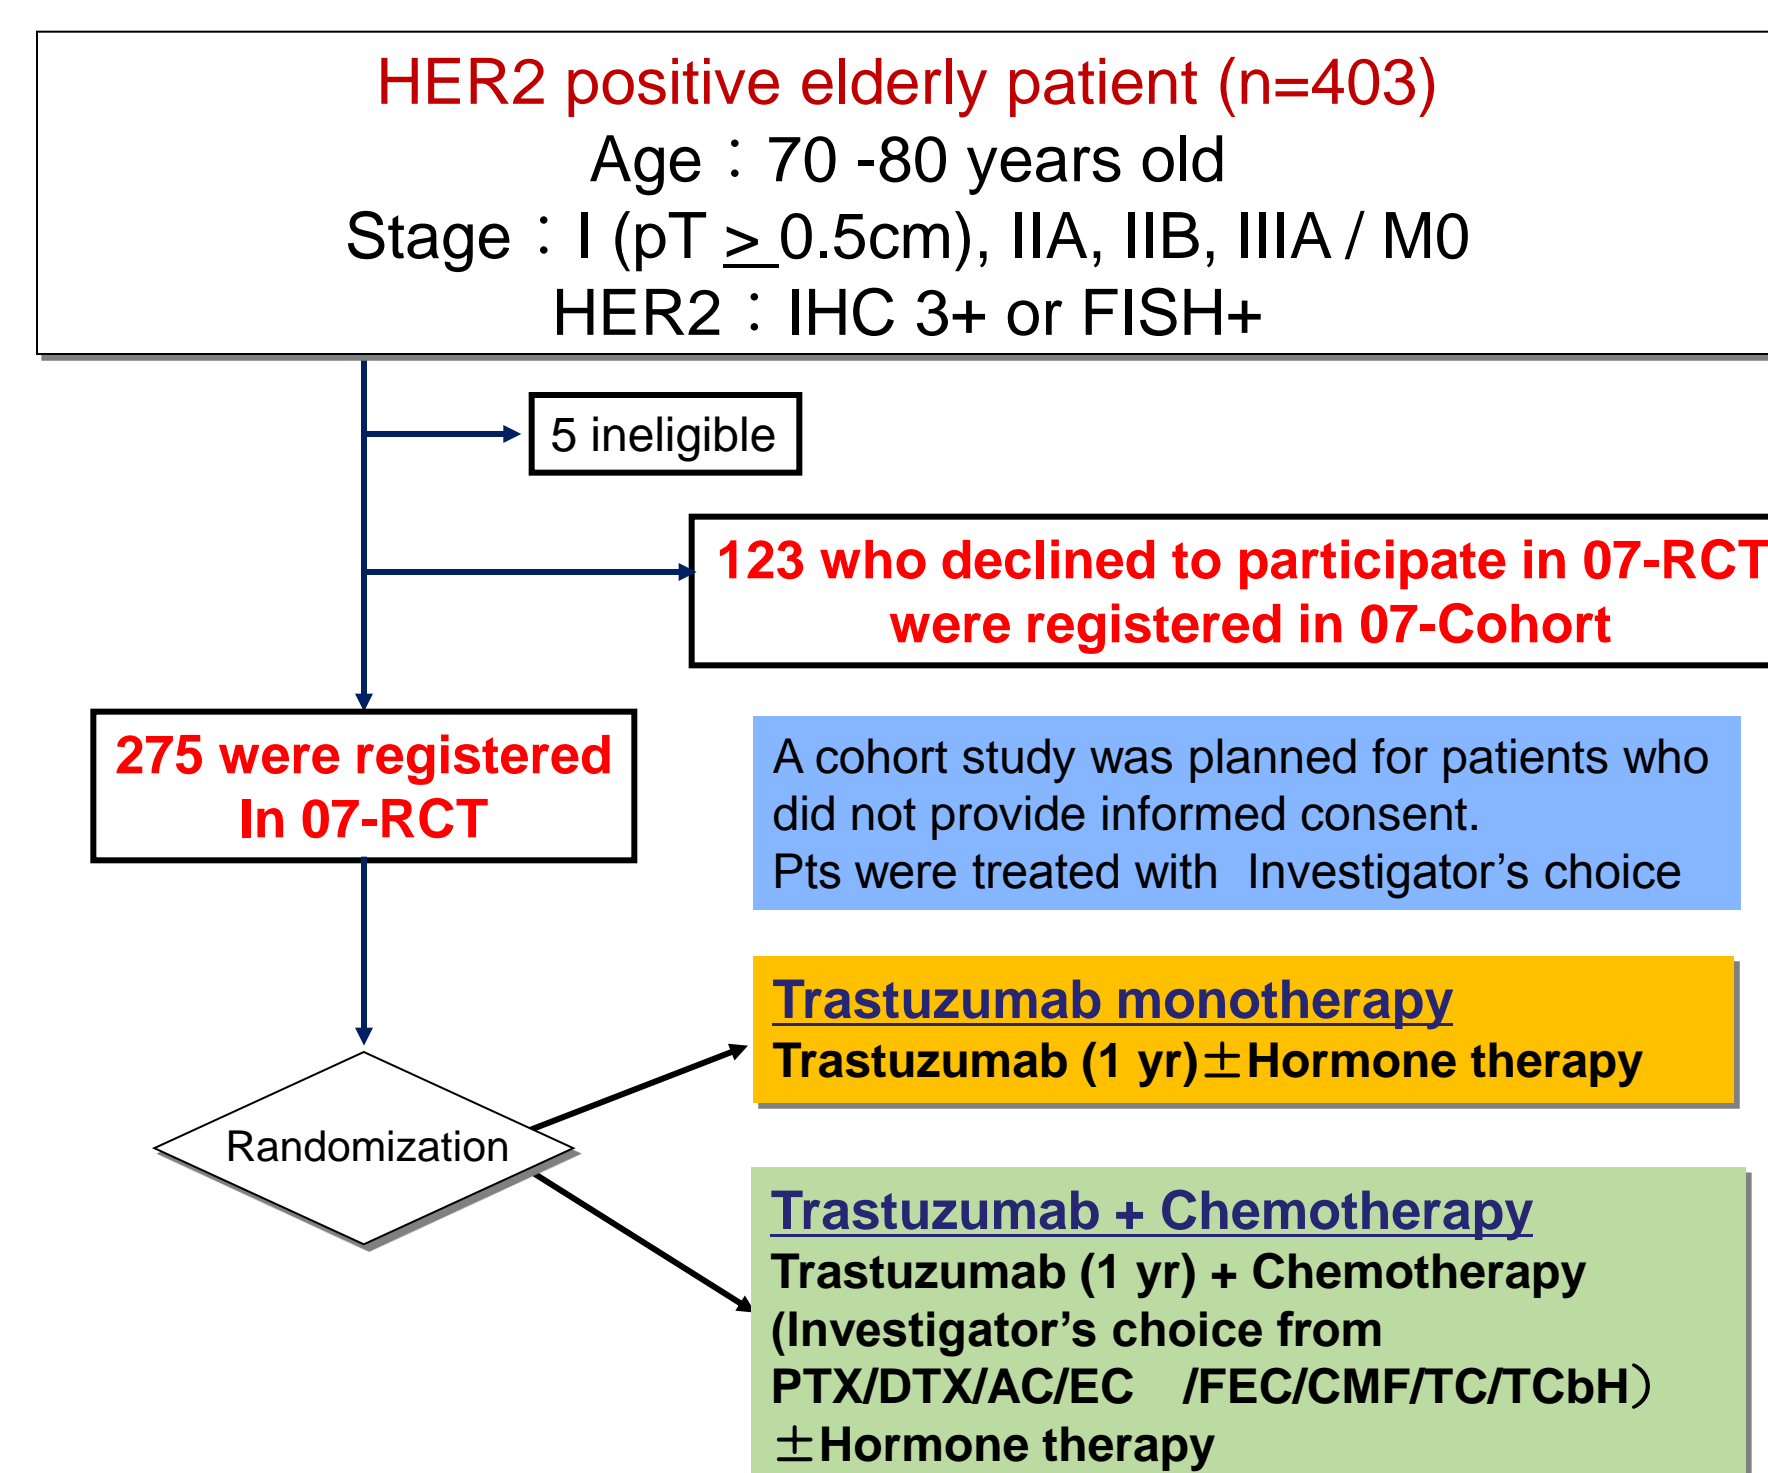 HER2 positive elderly patient (n=403)
Age：70 -80 years old
Stage：I (pT ≥ 0.5cm), IIA, IIB, IIIA / M0
HER2：IHC 3+ or FISH+
5 ineligible
123 who declined to participate in 07-RCT
were registered in 07-Cohort
275 were registered
In 07-RCT
A cohort study was planned for patients who
did not provide informed consent.
Pts were treated with Investigator’s choice
Trastuzumab monotherapy
Trastuzumab (1 yr)±Hormone therapy
Randomization
Trastuzumab + Chemotherapy
Trastuzumab (1 yr) + Chemotherapy
(Investigator’s choice from
PTX/DTX/AC/EC /FEC/CMF/TC/TCbH）
±Hormone therapy